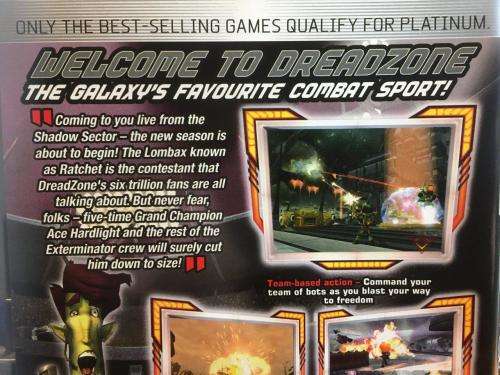 ONLY THE BEST-SELLING GAMES QUALIFY FOR PLATINUM.
WELCOME TO DREADZONE
THE GALAXY'S FAVOURITE COMBAT SPORT!
"Coming to you live from the
Shadow Sector – the new season is
about to begin! The Lombax known
as Ratchet is the contestant that
DreadZone's six trillion fans are all
talking about. But never fear,
folks – five-time Grand Champion
Ace Hardlight and the rest of the
Exterminator crew will surely cut
him down to size!"
Team-based action – Command your
team of bots as you blast your way
to freedom